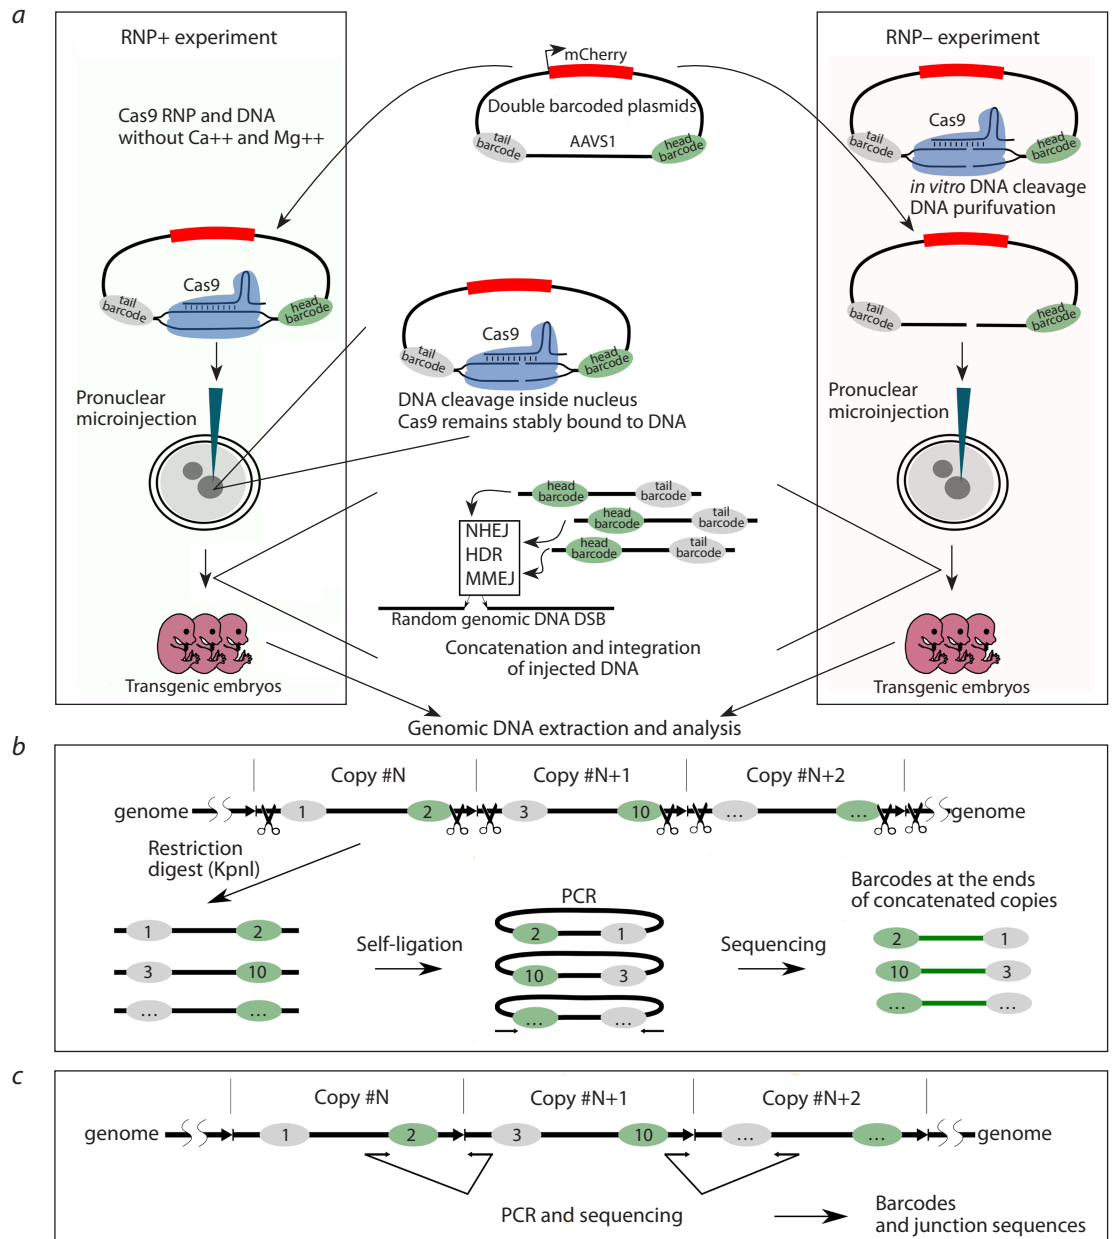 a
RNP+ experiment
Cas9 RNP and DNA
without Ca++ and Mg++
Cas9
tail
barcode
head
barcode
Pronuclear
microinjection
Transgenic embryos
mCherry
Double barcoded plasmids
AAVS1
tail
barcode
head
barcode
Cas9
tail
barcode
head
barcode
DNA cleavage inside nucleus
Cas9 remains stably bound to DNA
head
barcode
tail
barcode
head
barcode
tail
barcode
head
barcode
tail
barcode
NHEJ
HDR
MMEJ
Random genomic DNA DSB
Concatenation and integration
of injected DNA
RNP– experiment
Cas9
tail
barcode
head
barcode
in vitro DNA cleavage
DNA purifuvation
tail
barcode
head
barcode
Pronuclear
microinjection
Transgenic embryos
Genomic DNA extraction and analysis
b
Copy #N
Copy #N+1
Copy #N+2
genome
1
2
3
10
...
...
genome
Restriction
digest (KpnI)
1
2
3
10
...
...
Self-ligation
PCR
2
1
10
3
...
...
Sequencing
Barcodes at the ends
of concatenated copies
2
1
10
3
...
...
c
Copy #N
Copy #N+1
Copy #N+2
genome
1
2
3
10
...
...
genome
PCR and sequencing
Barcodes
and junction sequences